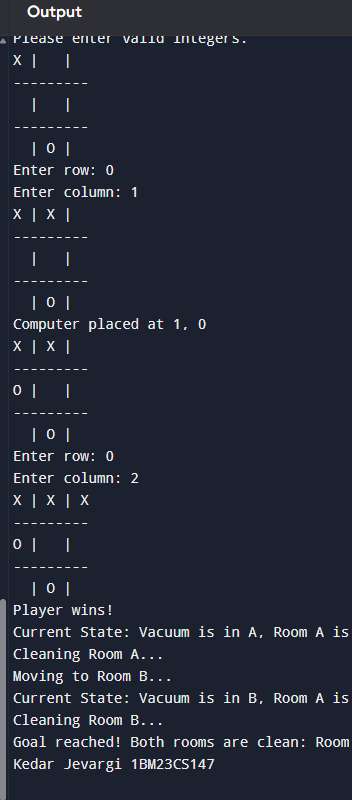 Output
Please enter valid integers.
X |   |
---------
  |   |
---------
  | O |
Enter row: 0
Enter column: 1
X | X |
---------
  |   |
---------
  | O |
Computer placed at 1, 0
X | X |
---------
O |   |
---------
  | O |
Enter row: 0
Enter column: 2
X | X | X
---------
O |   |
---------
  | O |
Player wins!
Current State: Vacuum is in A, Room A is
Cleaning Room A...
Moving to Room B...
Current State: Vacuum is in B, Room A is
Cleaning Room B...
Goal reached! Both rooms are clean: Room
Kedar Jevargi 1BM23CS147